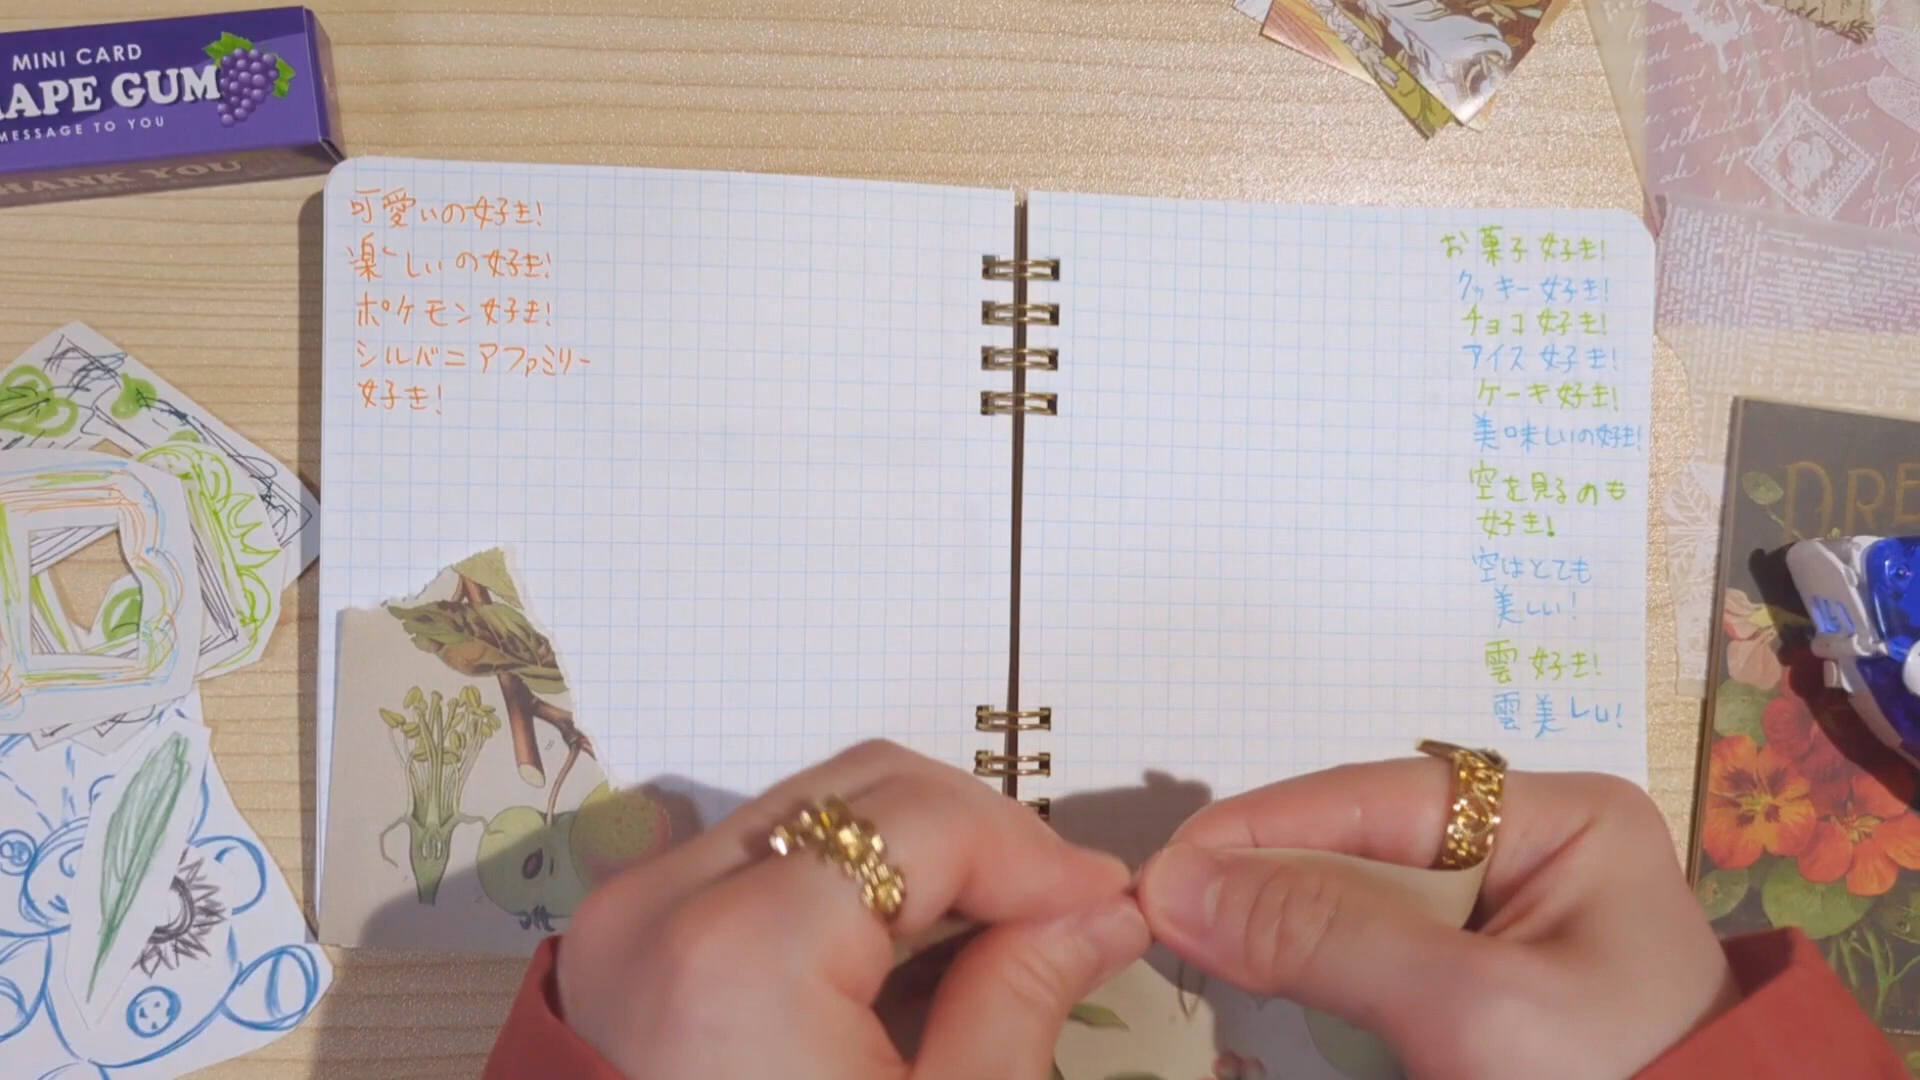 MINI CARD
APE GUM
MESSAGE TO YOU
THANK YOU
可愛いの好き!
楽しいの好き!
ポケモン好き!
シルバニアファミリー
好き!
お菓子好き!
クッキー好き!
チョコ好き!
アイス好き!
ケーキ好き!
美味しいの好き!
空を見るのも
好き!
空はとても
美しい!
雲好き!
雲美しい!
DRE